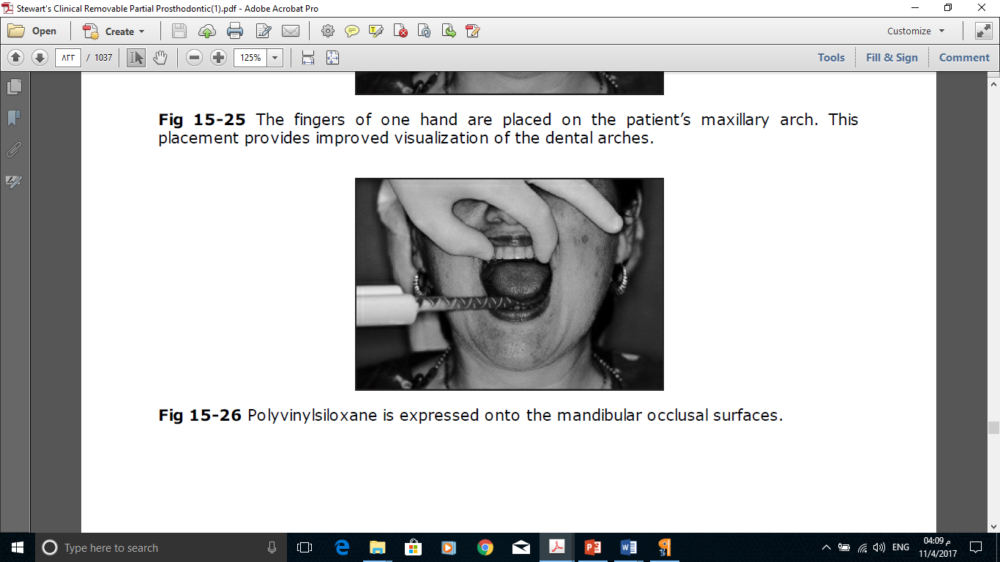 Stewart's Clinical Removable Partial Prosthodontic(1).pdf - Adobe Acrobat Pro
Open
Create
Customize
٨٢٣ / 1037
125%
Tools
Fill & Sign
Comment
Fig 15-25 The fingers of one hand are placed on the patient’s maxillary arch. This
placement provides improved visualization of the dental arches.
Fig 15-26 Polyvinylsiloxane is expressed onto the mandibular occlusal surfaces.
Type here to search
ENG
04:09 م
11/4/2017